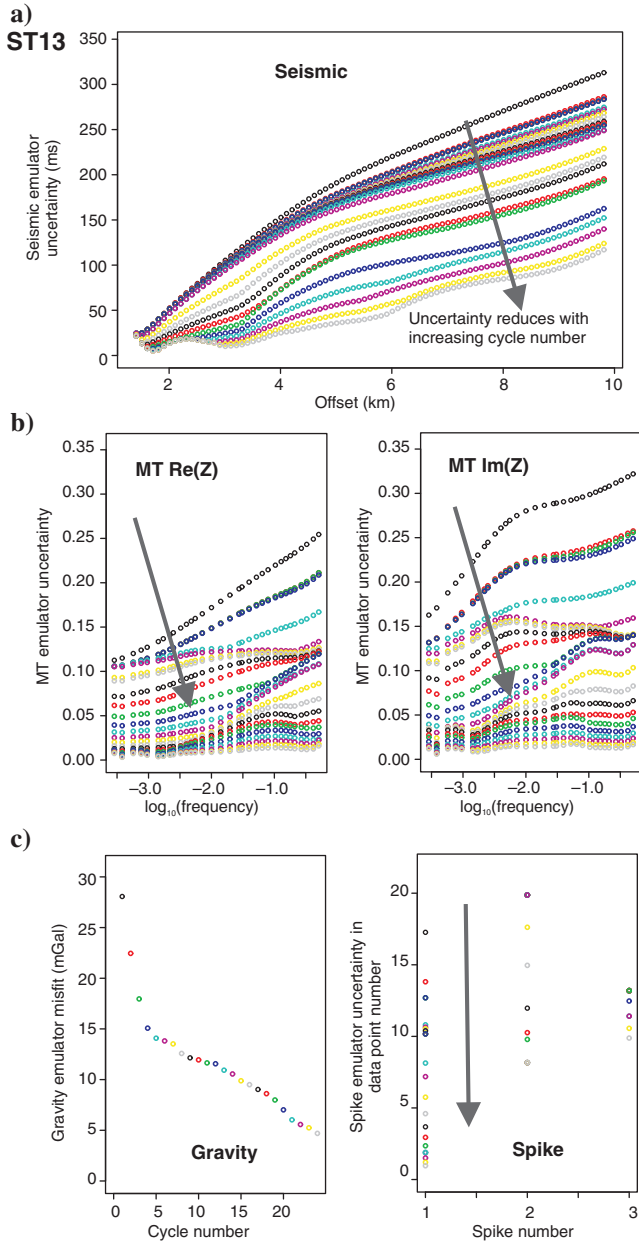 a)
ST13
Seismic
350
300
250
200
150
100
50
0
Seismic emulator
uncertainty (ms)
Uncertainty reduces with
increasing cycle number
2 4 6 8 10
Offset (km)
b)
MT Re(Z)
0.35
0.30
0.25
0.20
0.15
0.10
0.05
0.00
MT emulator uncertainty
−3.0 −2.0 −1.0
log10(frequency)
MT Im(Z)
0.35
0.30
0.25
0.20
0.15
0.10
0.05
0.00
MT emulator uncertainty
−3.0 −2.0 −1.0
log10(frequency)
c)
30
25
20
15
10
5
0
Gravity emulator misfit (mGal)
Gravity
0 5 10 15 20
Cycle number
20
15
10
5
0
Spike emulator uncertainty in
data point number
Spike
1 2 3
Spike number